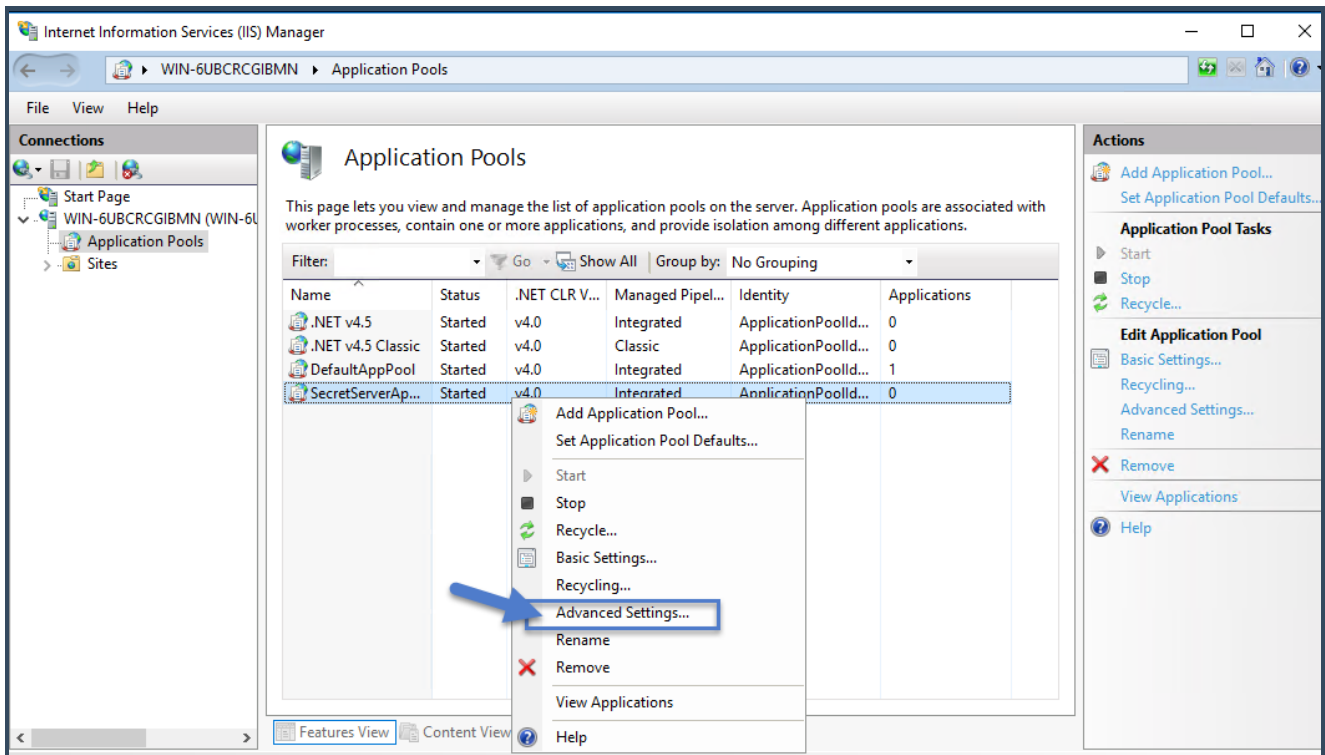 Internet Information Services (IIS) Manager
WIN-6UBCRCGIBMN Application Pools
File View Help
Connections
Start Page
WIN-6UBCRCGIBMN (WIN-6U
Application Pools
Sites
Application Pools
This page lets you view and manage the list of application pools on the server. Application pools are associated with
worker processes, contain one or more applications, and provide isolation among different applications.
Filter: Go Show All Group by: No Grouping
Name Status .NET CLR V... Managed Pipel... Identity Applications
.NET v4.5 Started v4.0 Integrated ApplicationPoolId... 0
.NET v4.5 Classic Started v4.0 Classic ApplicationPoolId... 0
DefaultAppPool Started v4.0 Integrated ApplicationPoolId... 1
SecretServerAp... Started v4.0 Integrated ApplicationPoolId... 0
Add Application Pool...
Set Application Pool Defaults...
Start
Stop
Recycle...
Basic Settings...
Recycling...
Advanced Settings...
Rename
Remove
View Applications
Help
Features View Content View
Actions
Add Application Pool...
Set Application Pool Defaults...
Application Pool Tasks
Start
Stop
Recycle...
Edit Application Pool
Basic Settings...
Recycling...
Advanced Settings...
Rename
Remove
View Applications
Help